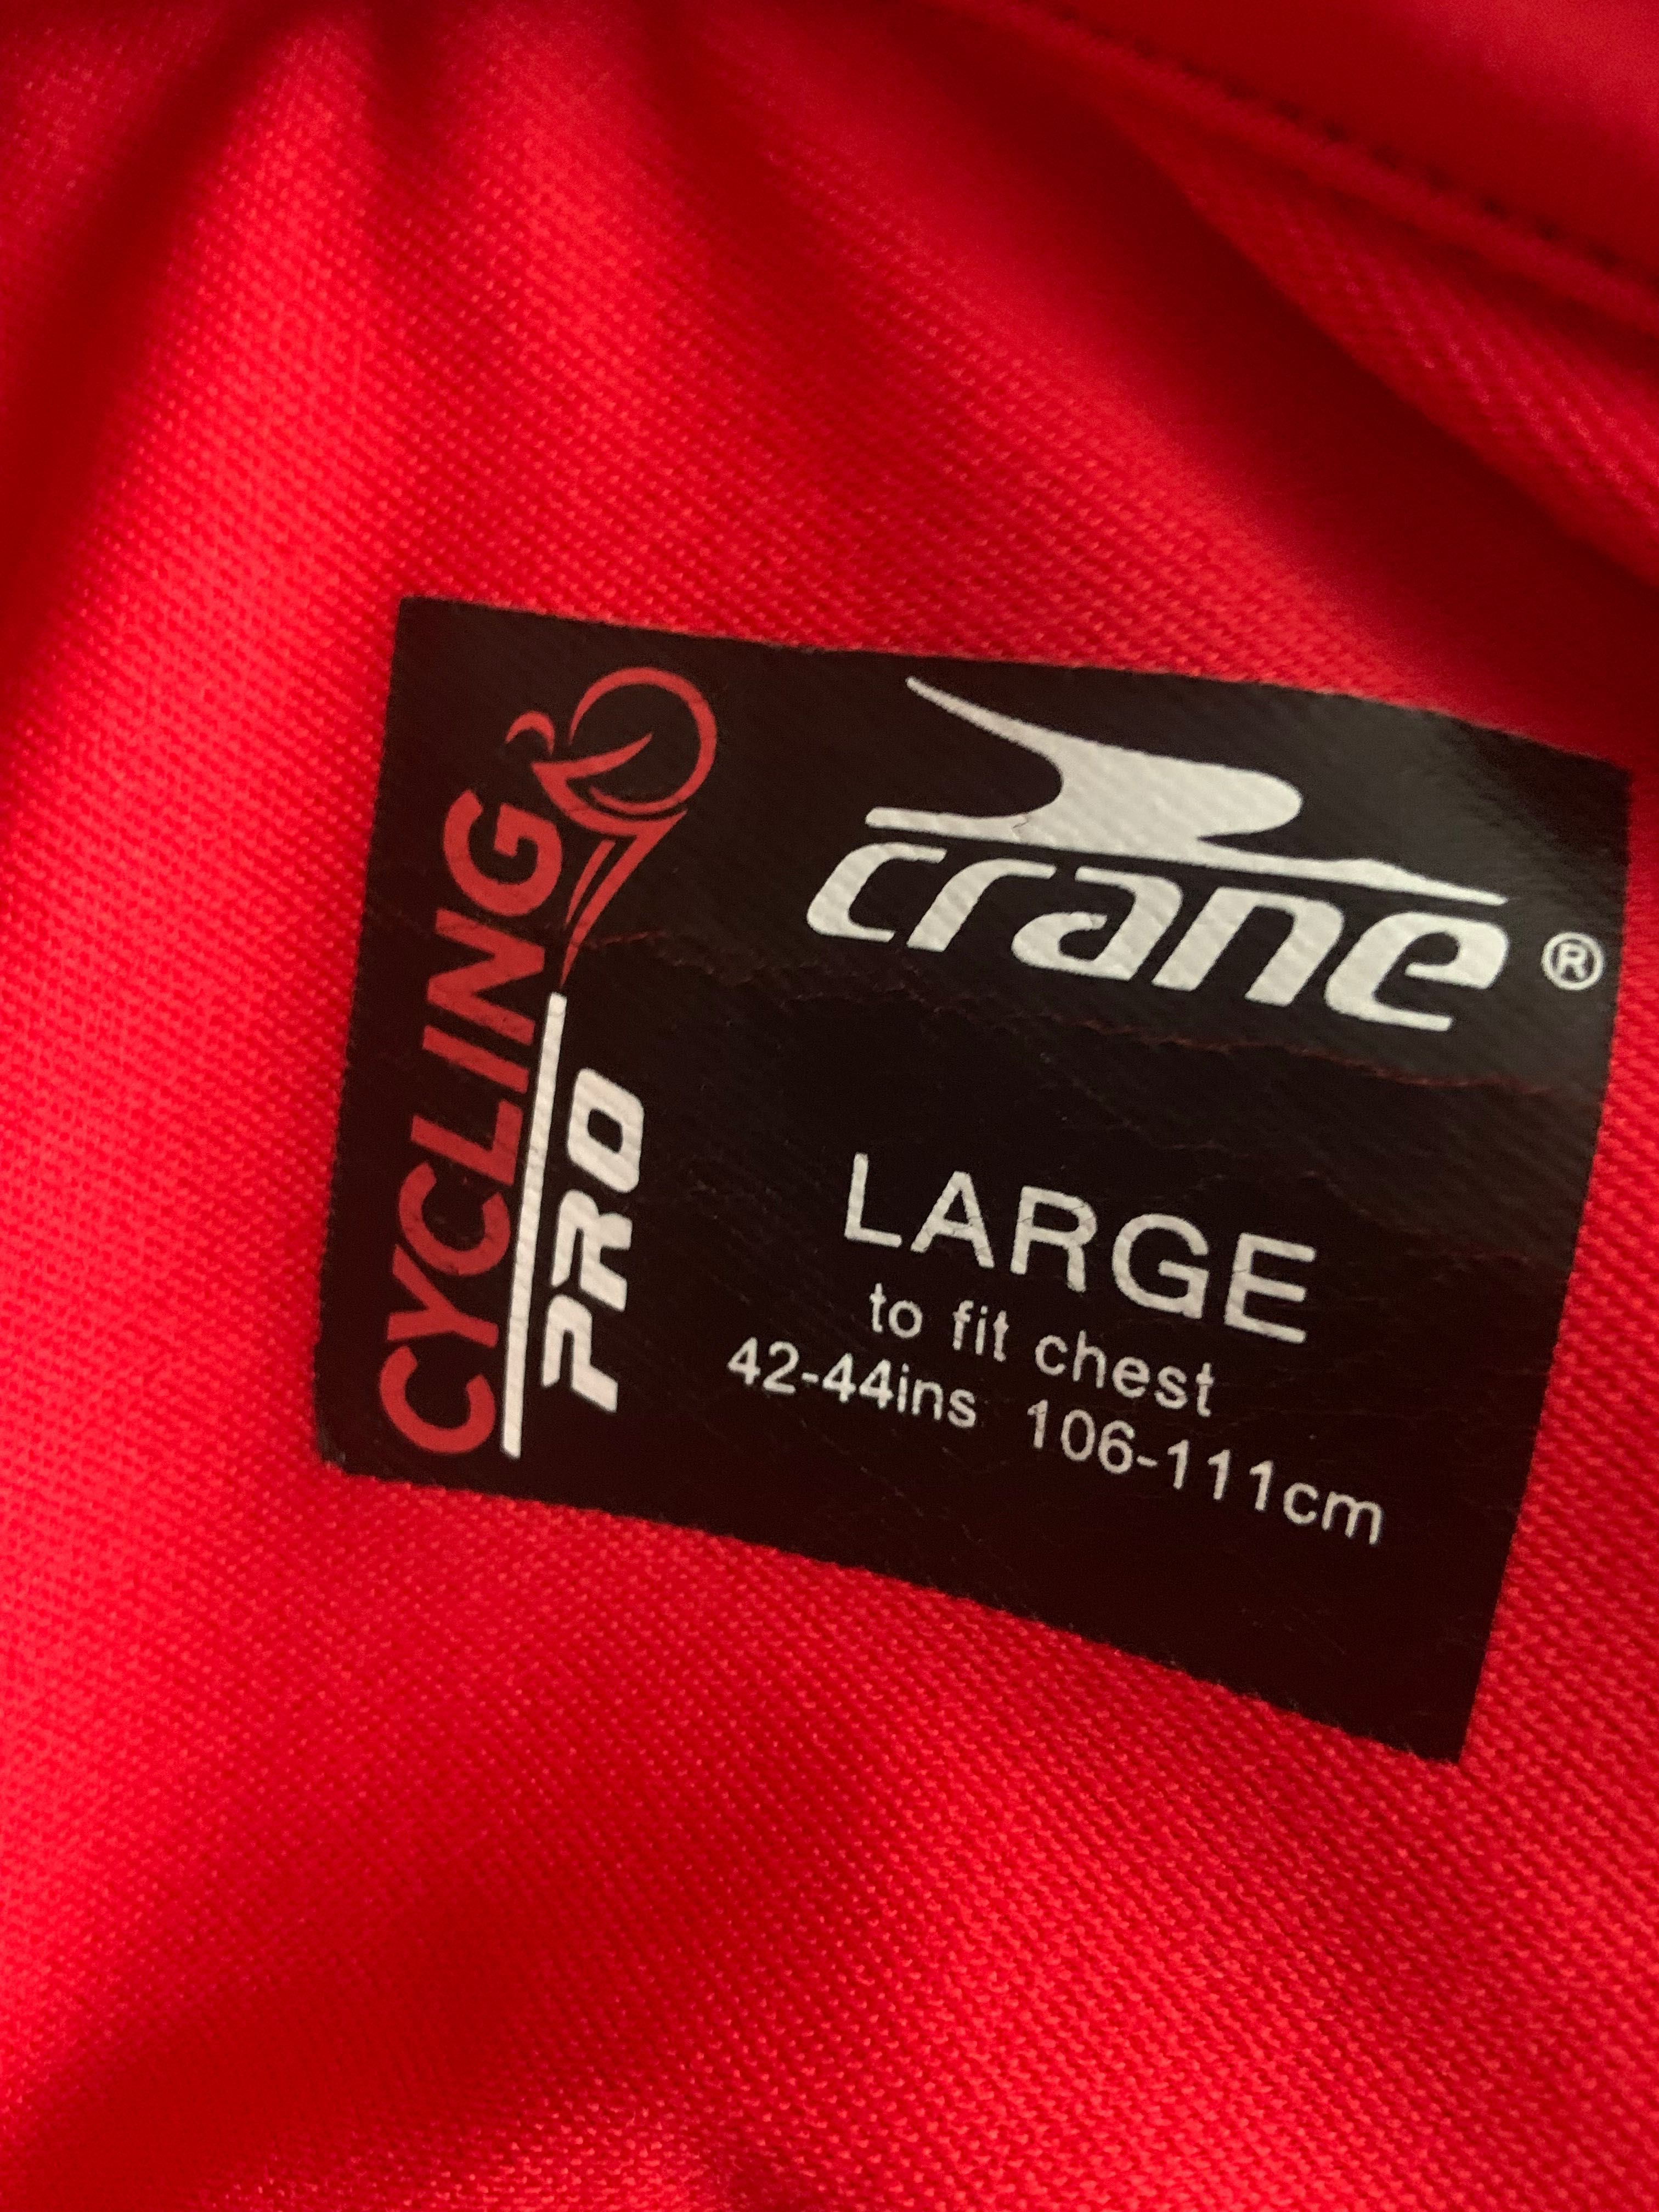 crane®
CYCLING
PRO
LARGE
to fit chest
42-44ins 106-111cm